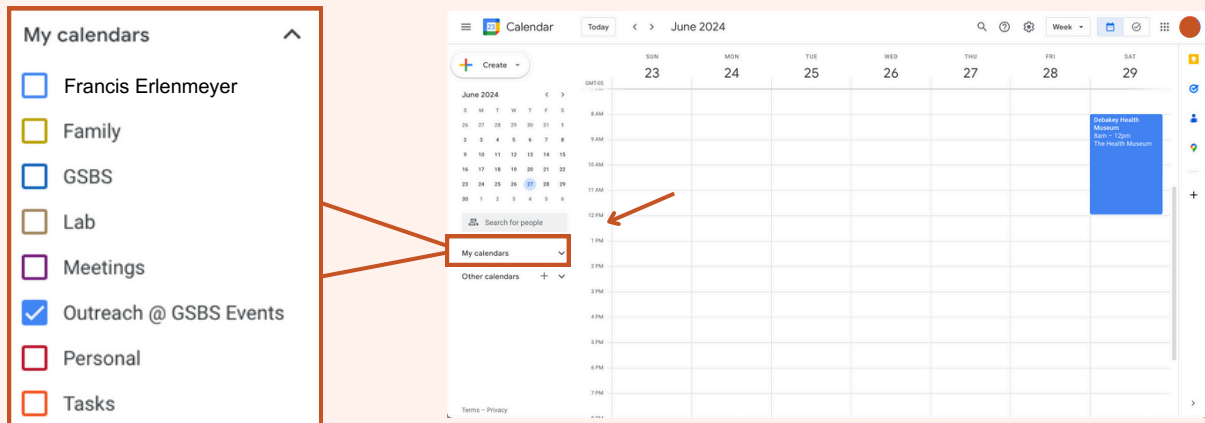 My calendars
Francis Erlenmeyer
Family
GSBS
Lab
Meetings
Outreach @ GSBS Events
Personal
Tasks
23 Calendar Today June 2024 Week
Create
June 2024
S M T W T F S
26 27 28 29 30 31 1
2 3 4 5 6 7 8
9 10 11 12 13 14 15
16 17 18 19 20 21 22
23 24 25 26 27 28 29
30 1 2 3 4 5 6
Search for people
My calendars
Other calendars
Terms – Privacy
SUN MON TUE WED THU FRI SAT
23 24 25 26 27 28 29
GMT-05
8 AM
9 AM
10 AM
11 AM
12 PM
1 PM
2 PM
3 PM
4 PM
5 PM
6 PM
7 PM
Debakey Health
Museum
8am – 12pm
The Health Museum